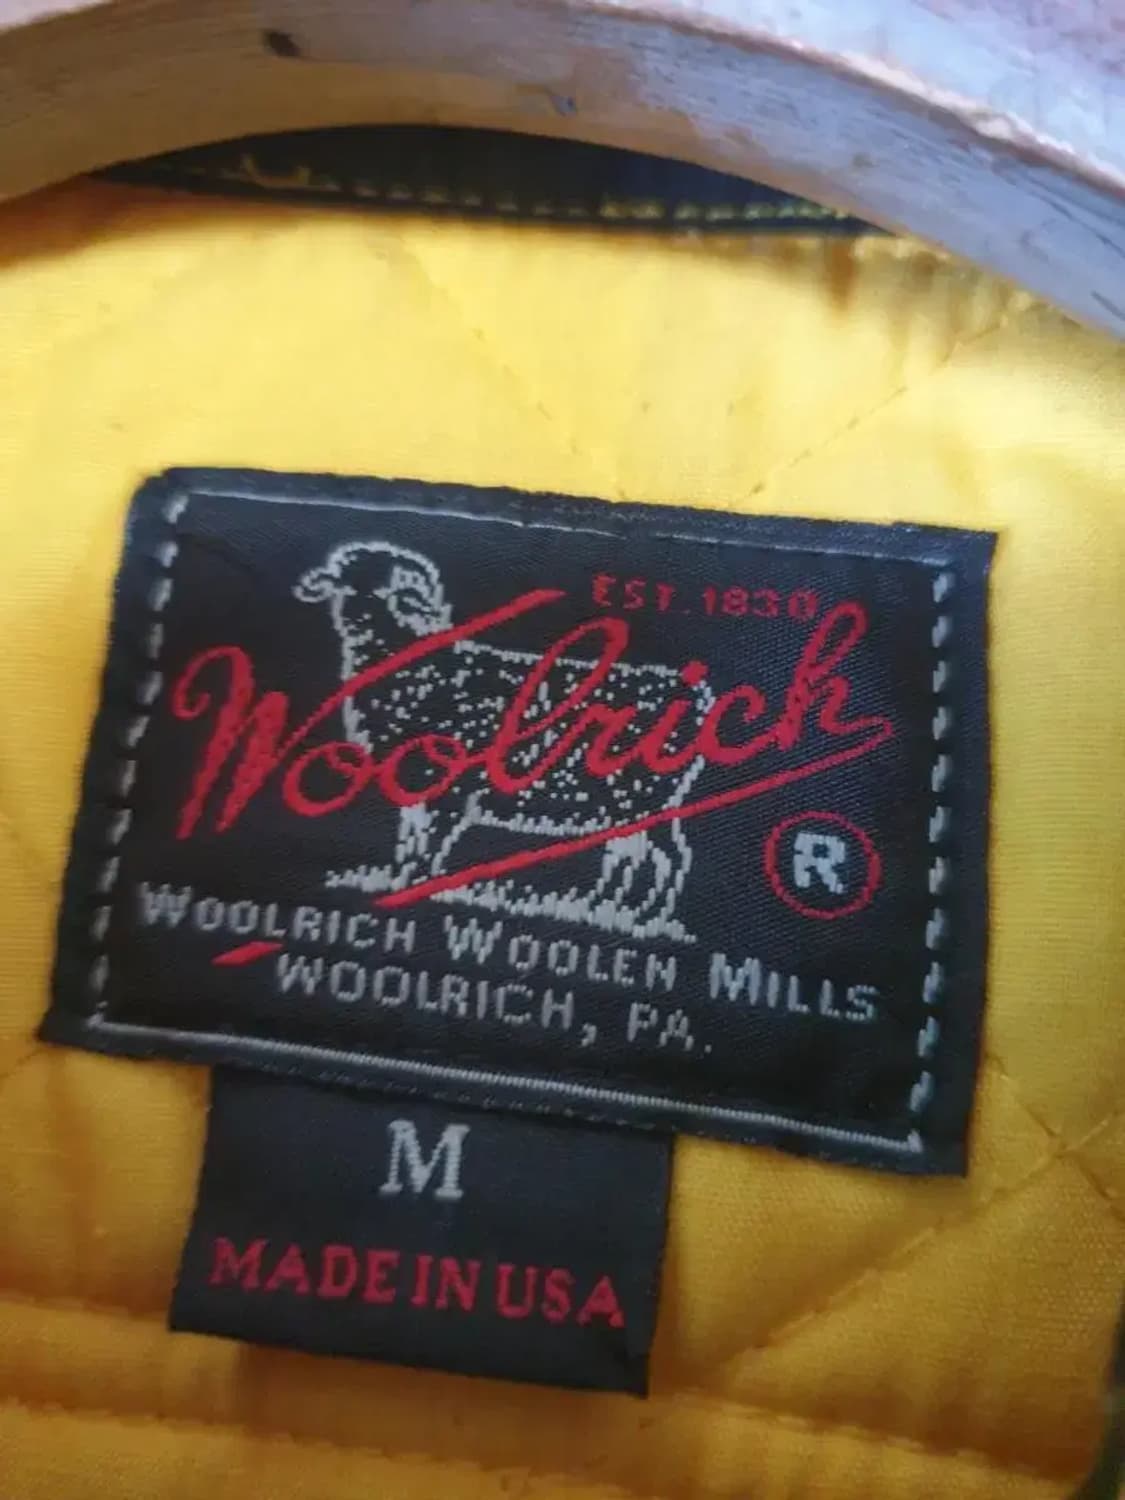 EST. 1830
Woolrich
R
WOOLRICH WOOLEN MILLS
WOOLRICH, PA.
M
MADE IN USA